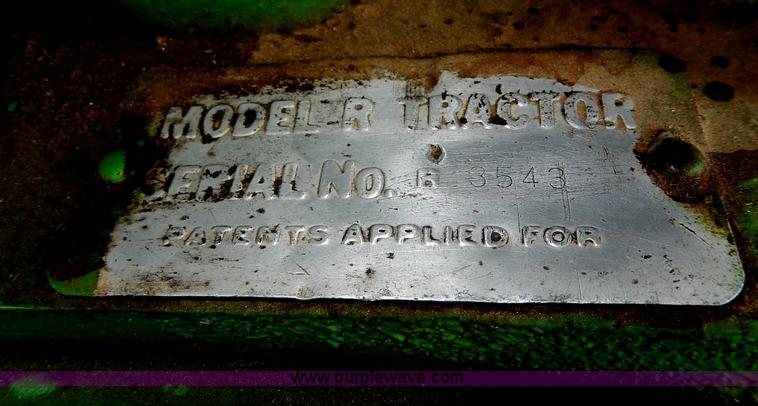 MODEL R TRACTOR
SERIAL NO. R 3543
PATENTS APPLIED FOR
www.purplewave.com